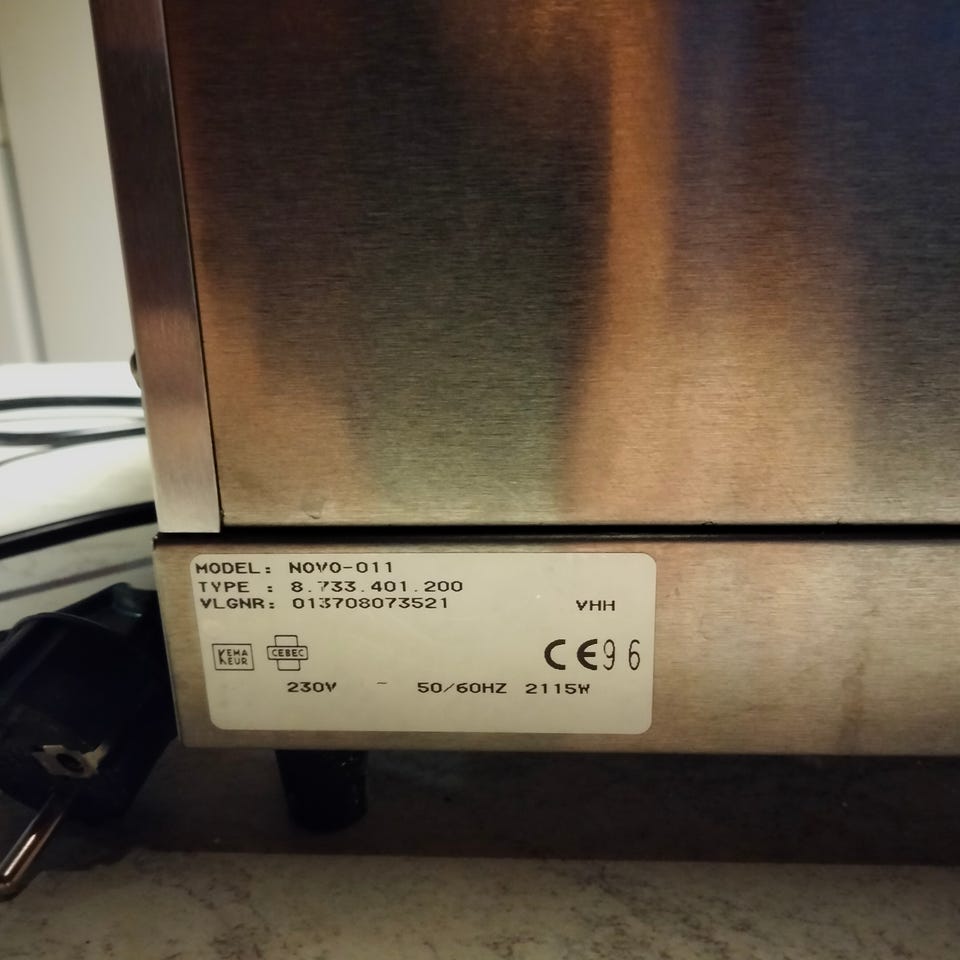 MODEL: NOVO-011
TYPE : 8.733.401.200
VLGNR: 013708073521
VHH
KEMA
KEUR
CEBEC
CE96
230V ~ 50/60HZ 2115W